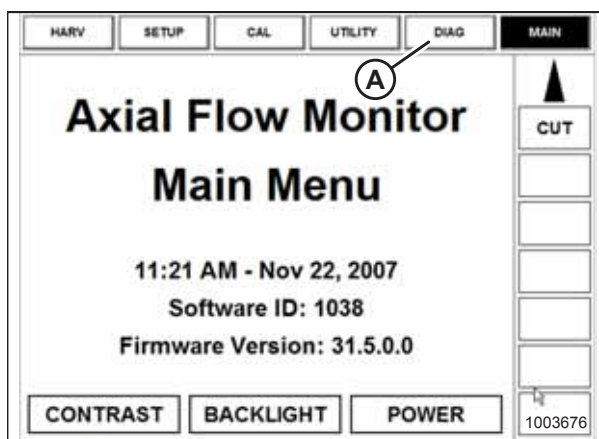 HARV SETUP CAL UTILITY DIAG MAIN
A
Axial Flow Monitor
CUT
Main Menu
11:21 AM - Nov 22, 2007
Software ID: 1038
Firmware Version: 31.5.0.0
CONTRAST BACKLIGHT POWER
1003676